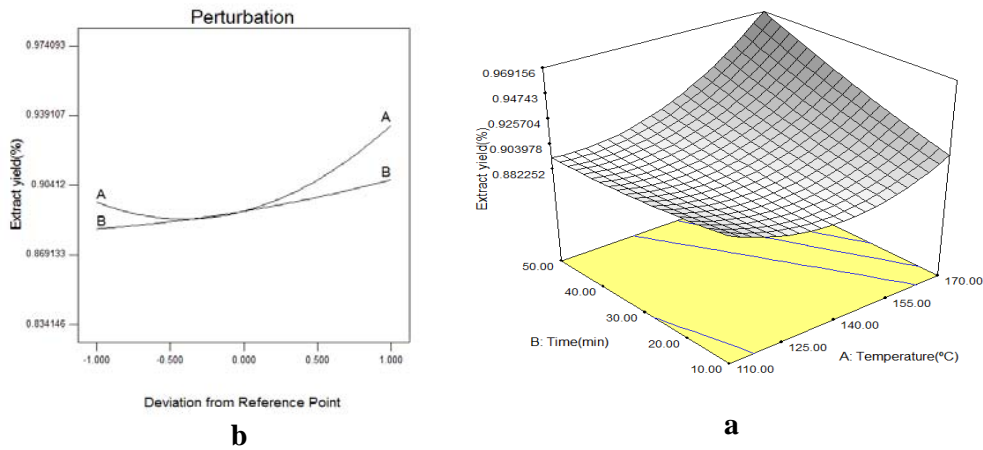 Perturbation
0.974093
0.939107
0.90412
0.869133
0.834146
Extract yield(%)
A
B
A
B
-1.000
-0.500
0.000
0.500
1.000
Deviation from Reference Point
b
0.969156
0.94743
0.925704
0.903978
0.882252
Extract yield(%)
50.00
40.00
30.00
20.00
10.00
B: Time(min)
110.00
125.00
140.00
155.00
170.00
A: Temperature(ºC)
a